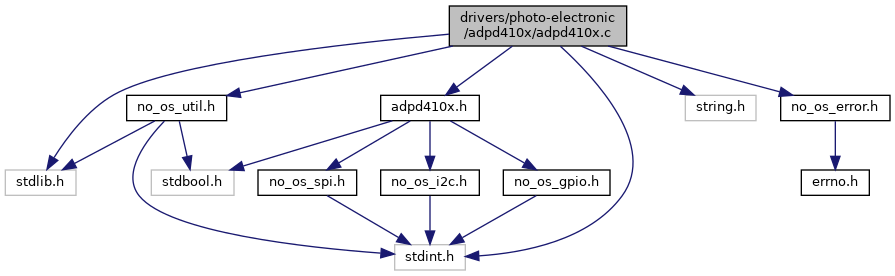 drivers/photo-electronic
/adpd410x/adpd410x.c
no_os_util.h
adpd410x.h
string.h
no_os_error.h
stdlib.h
stdbool.h
no_os_spi.h
no_os_i2c.h
no_os_gpio.h
errno.h
stdint.h